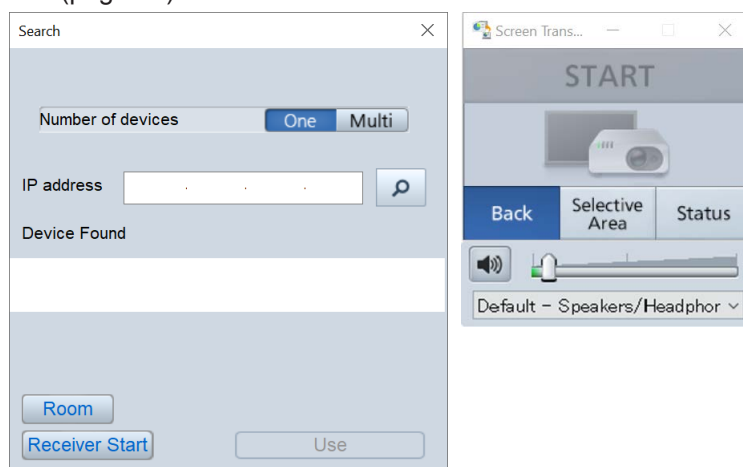 Search
Number of devices One Multi
IP address . . .
Device Found
Room
Receiver Start Use
Screen Trans...
START
Back Selective Area Status
Default - Speakers/Headphor